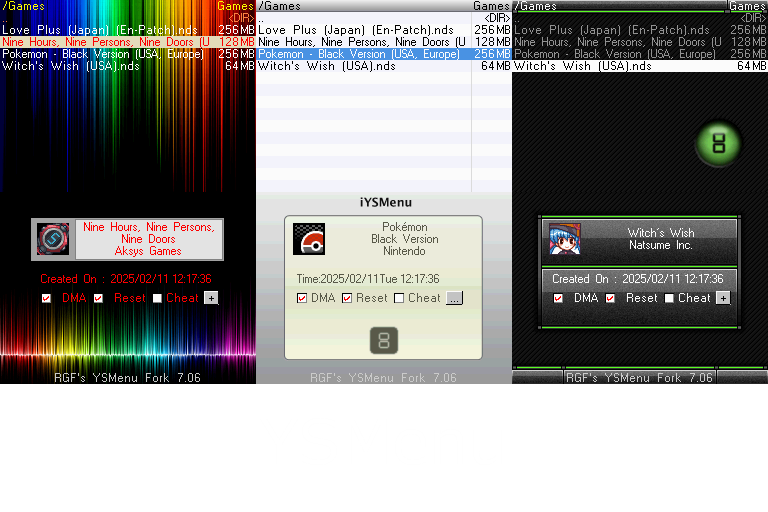 /Games Games
.. <DIR>
Love Plus (Japan) (En-Patch).nds 256MB
Nine Hours, Nine Persons, Nine Doors (U 128MB
Pokemon - Black Version (USA, Europe) 256MB
Witch's Wish (USA).nds 64MB
Nine Hours, Nine Persons,
Nine Doors
Aksys Games
Created On : 2025/02/11 12:17:36
DMA Reset Cheat +
RGF's YSMenu Fork 7.06
/Games Games
.. <DIR>
Love Plus (Japan) (En-Patch).nds 256MB
Nine Hours, Nine Persons, Nine Doors (U 128MB
Pokemon - Black Version (USA, Europe) 256MB
Witch's Wish (USA).nds 64MB
iYSMenu
Pokémon
Black Version
Nintendo
Time:2025/02/11Tue 12:17:36
DMA Reset Cheat ...
8
RGF's YSMenu Fork 7.06
/Games Games
.. <DIR>
Love Plus (Japan) (En-Patch).nds 256MB
Nine Hours, Nine Persons, Nine Doors (U 128MB
Pokemon - Black Version (USA, Europe) 256MB
Witch's Wish (USA).nds 64MB
8
Witch's Wish
Natsume Inc.
Created On : 2025/02/11 12:17:36
DMA Reset Cheat +
RGF's YSMenu Fork 7.06